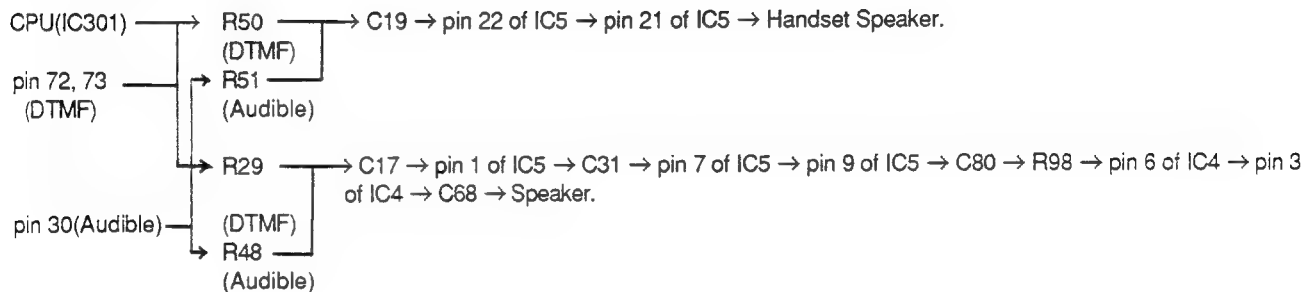 CPU(IC301) → R50 → C19 → pin 22 of IC5 → pin 21 of IC5 → Handset Speaker.
(DTMF)
pin 72, 73 → R51
(DTMF) (Audible)
→ R29 → C17 → pin 1 of IC5 → C31 → pin 7 of IC5 → pin 9 of IC5 → C80 → R98 → pin 6 of IC4 → pin 3
of IC4 → C68 → Speaker.
pin 30(Audible) (DTMF)
→ R48
(Audible)